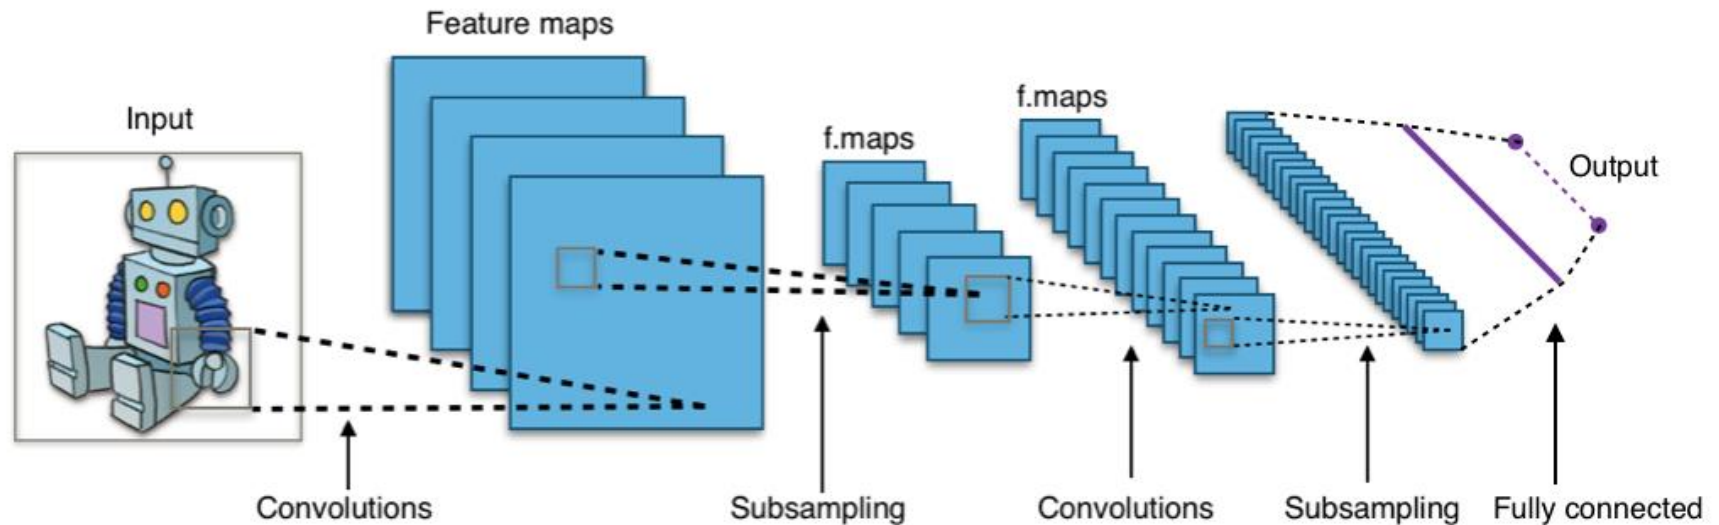 Feature maps
f.maps
Input
f.maps
Output
Convolutions
Subsampling
Convolutions
Subsampling
Fully connected